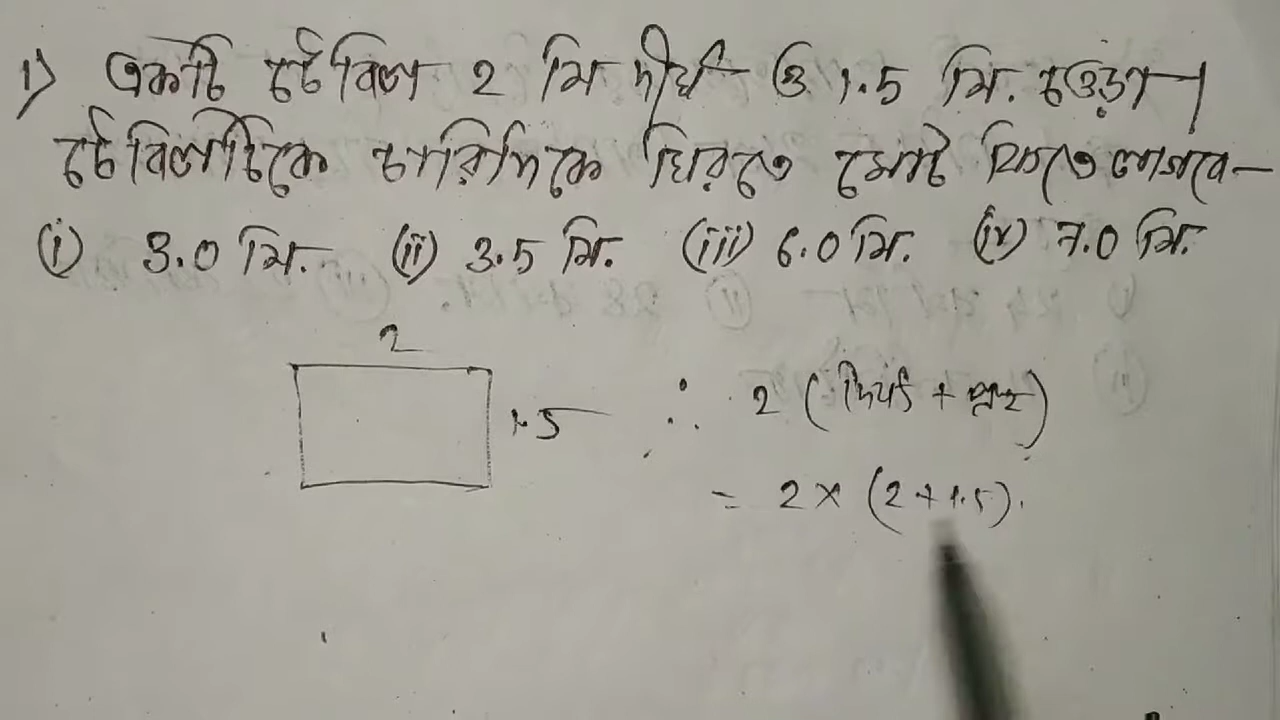 1) একটি টেবিল 2 মি দীর্ঘ ও 1.5 মি. চওড়া।
টেবিলটিকে চারিদিকে ঘিরতে মোট ফিতে লাগবে—
(i) 3.0 মি. (ii) 3.5 মি. (iii) 6.0 মি. (iv) 7.0 মি.
2
1.5
∴ 2 (দির্ঘ + প্রস্থ)
= 2 × (2+1.5).